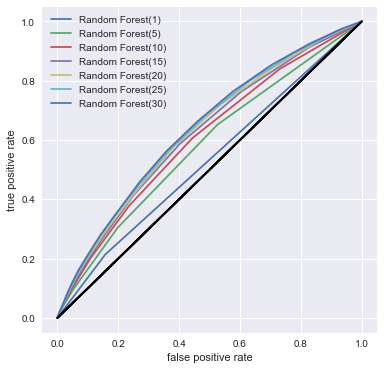 1.0
0.8
0.6
0.4
0.2
0.0
true positive rate
Random Forest(1)
Random Forest(5)
Random Forest(10)
Random Forest(15)
Random Forest(20)
Random Forest(25)
Random Forest(30)
0.0 0.2 0.4 0.6 0.8 1.0
false positive rate